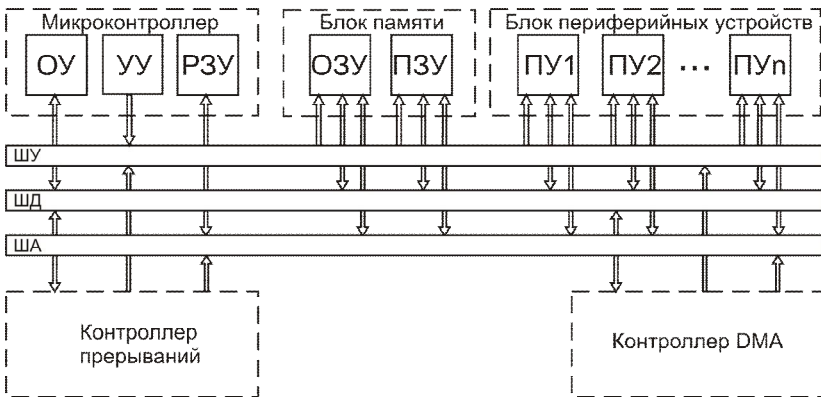 Микроконтроллер
Блок памяти
Блок периферийных устройств
ОУ УУ РЗУ
ОЗУ ПЗУ
ПУ1 ПУ2 ... ПУn
ШУ
ШД
ША
Контроллер
прерываний
Контроллер DMA